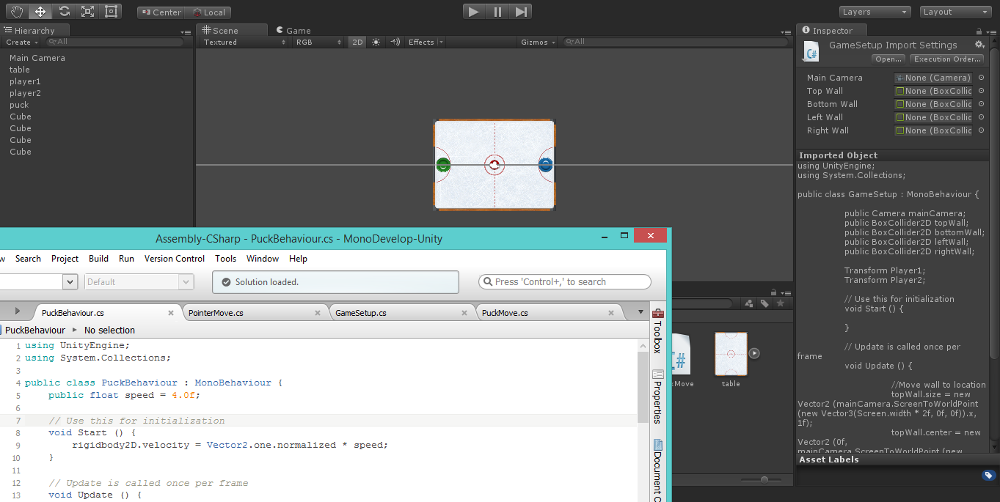 Center Local
Layers Layout
Hierarchy
Create All
Main Camera
table
player1
player2
puck
Cube
Cube
Cube
Cube
Scene Game
Textured RGB 2D Effects Gizmos All
Inspector
GameSetup Import Settings
Open... Execution Order...
Main Camera None (Camera)
Top Wall None (BoxCollic
Bottom Wall None (BoxCollic
Left Wall None (BoxCollic
Right Wall None (BoxCollic
Imported Object
using UnityEngine;
using System.Collections;
public class GameSetup : MonoBehaviour {
public Camera mainCamera;
public BoxCollider2D topWall;
public BoxCollider2D bottomWall;
public BoxCollider2D leftWall;
public BoxCollider2D rightWall;
Transform Player1;
Transform Player2;
// Use this for initialization
void Start () {
}
// Update is called once per
frame
void Update () {
//Move wall to location
topWall.size = new
Vector2 (mainCamera.ScreenToWorldPoint
(new Vector3(Screen.width * 2f, 0f, 0f)).x,
1f);
topWall.center = new
Vector2 (0f,
mainCamera.ScreenToWorldPoint (new
Asset Labels
xMove
table
C#
Assembly-CSharp - PuckBehaviour.cs - MonoDevelop-Unity
w Search Project Build Run Version Control Tools Window Help
Default
Solution loaded.
Press 'Control+,' to search
PuckBehaviour.cs PointerMove.cs GameSetup.cs PuckMove.cs
PuckBehaviour No selection
1 using UnityEngine;
2 using System.Collections;
3
4 public class PuckBehaviour : MonoBehaviour {
5 public float speed = 4.0f;
6
7 // Use this for initialization
8 void Start () {
9 rigidbody2D.velocity = Vector2.one.normalized * speed;
10 }
11
12 // Update is called once per frame
13 void Update () {
Toolbox
Properties
Document C